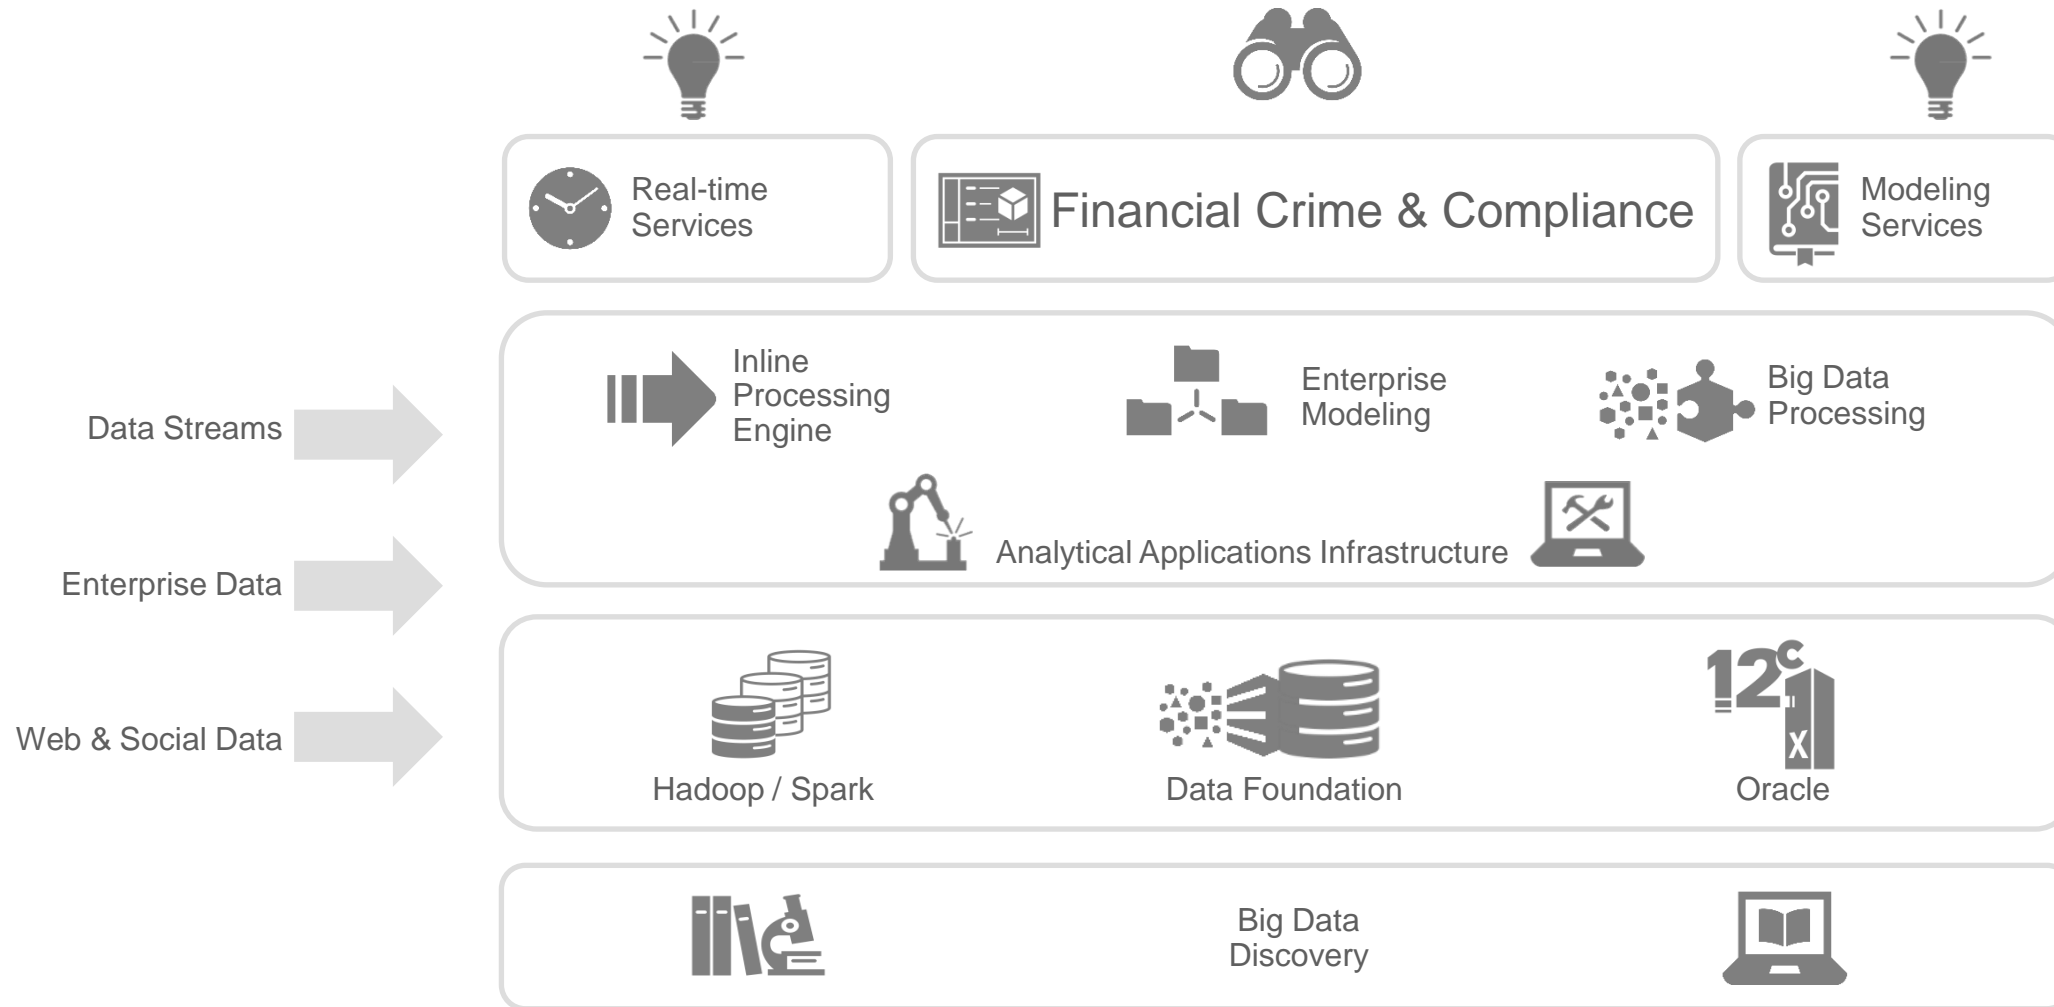 Real-time
Services
Financial Crime & Compliance
Modeling
Services
Inline
Processing
Engine
Enterprise
Modeling
Big Data
Processing
Analytical Applications Infrastructure
Data Streams
Enterprise Data
Web & Social Data
12c
X
Hadoop / Spark
Data Foundation
Oracle
Big Data
Discovery